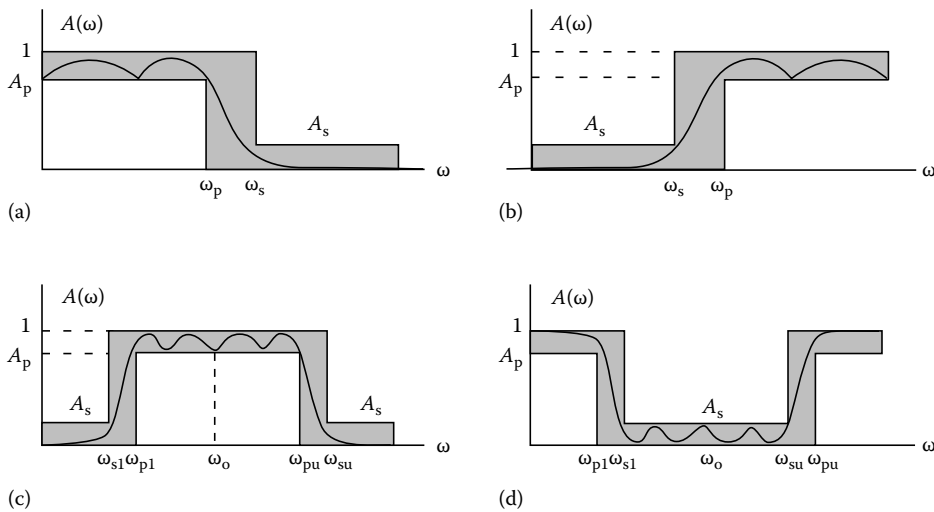 A(ω)
1
A_p
A_s
ω
ω_p ω_s
(a)
A(ω)
1
A_p
A_s
ω
ω_s ω_p
(b)
A(ω)
1
A_p
A_s A_s
ω
ω_s1 ω_p1 ω_o ω_pu ω_su
(c)
A(ω)
1
A_p
A_s
ω
ω_p1 ω_s1 ω_o ω_su ω_pu
(d)